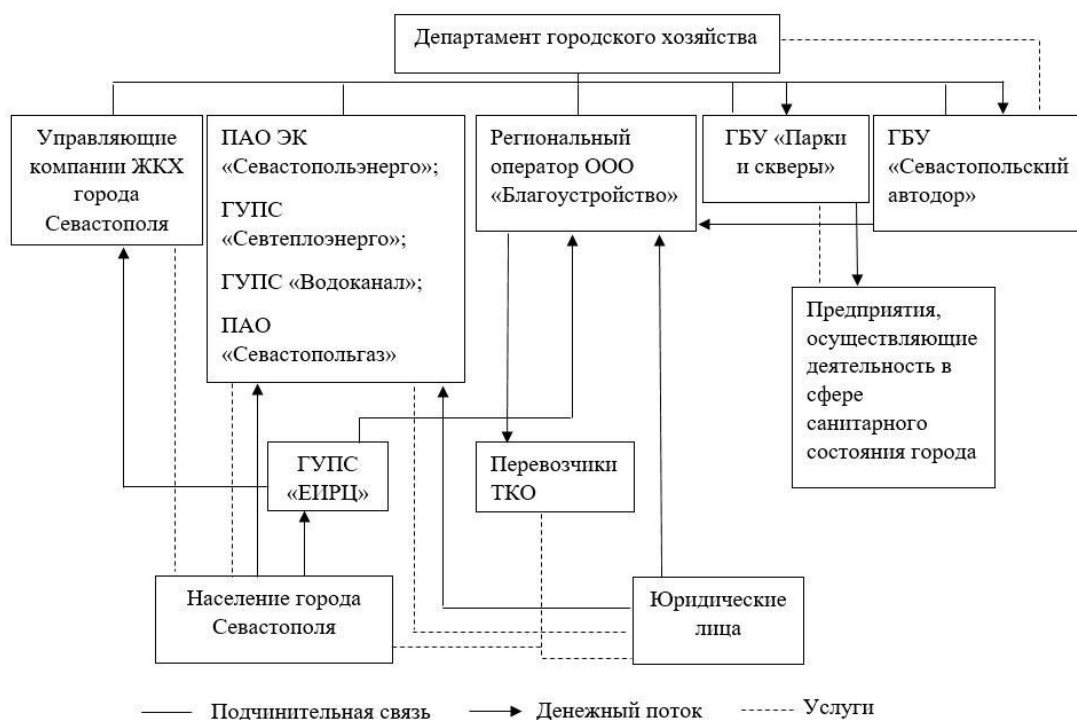 Департамент городского хозяйства
Управляющие
компании ЖКХ
города
Севастополя
ПАО ЭК
«Севастопольэнерго»;
ГУПС
«Севтеплоэнерго»;
ГУПС «Водоканал»;
ПАО
«Севастопольгаз»
Региональный
оператор ООО
«Благоустройство»
ГБУ «Парки
и скверы»
ГБУ
«Севастопольский
автодор»
Предприятия,
осуществляющие
деятельность в
сфере
санитарного
состояния города
ГУПС
«ЕИРЦ»
Перевозчики
ТКО
Население города
Севастополя
Юридические
лица
Подчинительная связь
Денежный поток
Услуги